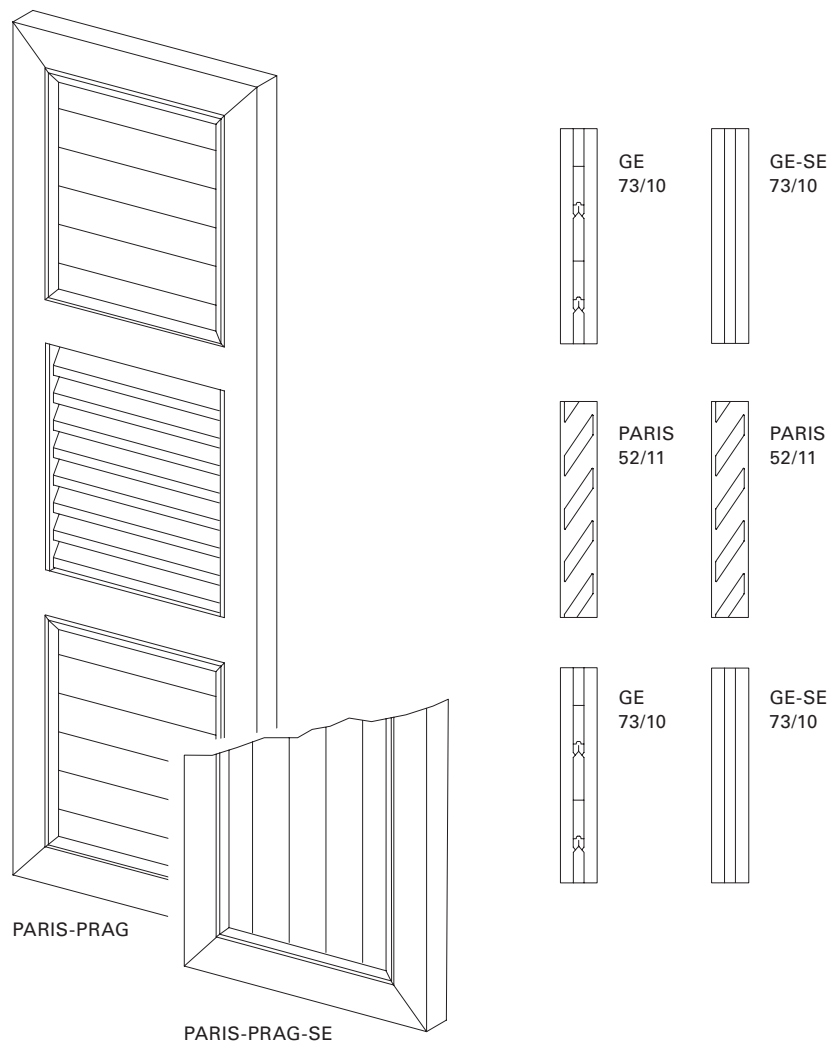 GE
73/10
GE-SE
73/10
PARIS
52/11
PARIS
52/11
GE
73/10
GE-SE
73/10
PARIS-PRAG
PARIS-PRAG-SE